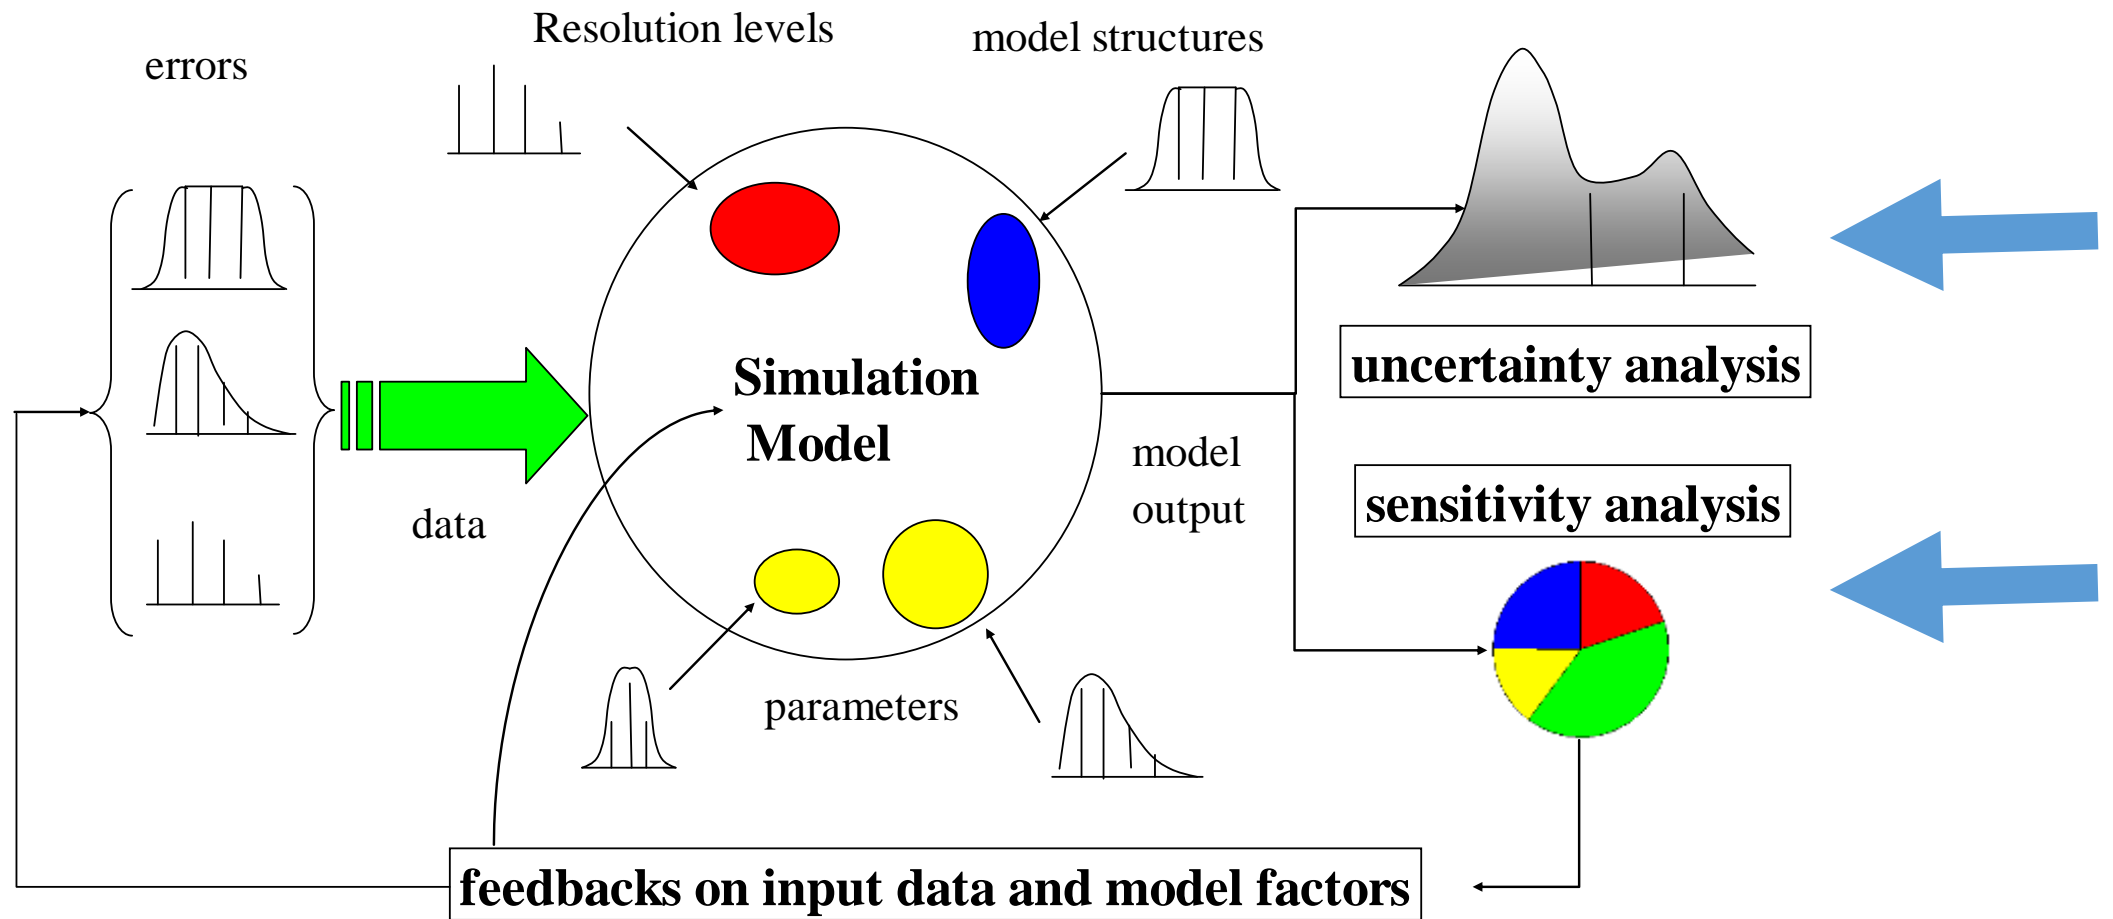 errors
Resolution levels
model structures
Simulation
Model
data
model
output
uncertainty analysis
sensitivity analysis
parameters
feedbacks on input data and model factors